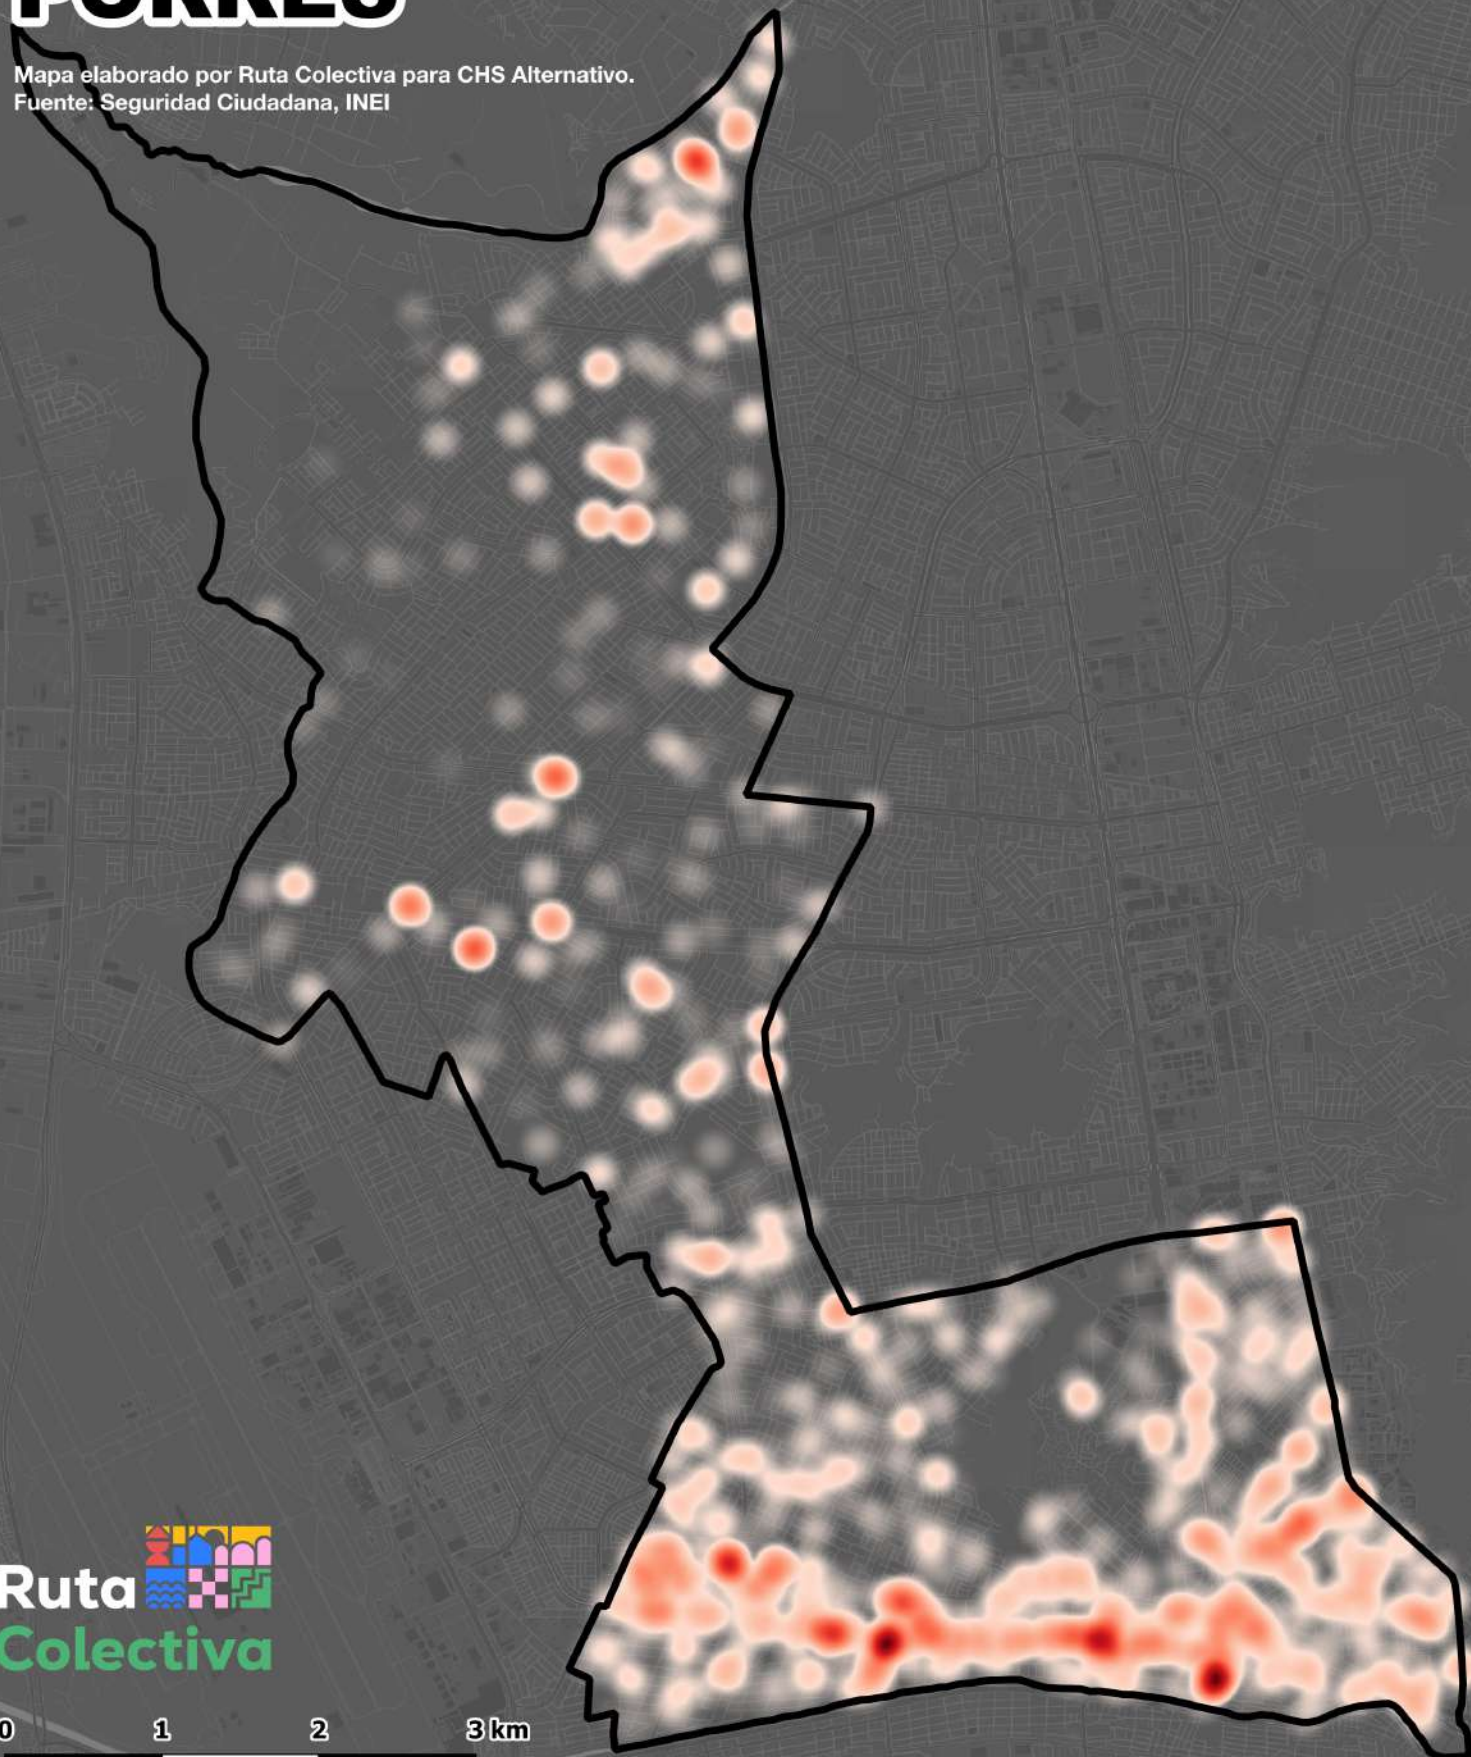 PORRES
Mapa elaborado por Ruta Colectiva para CHS Alternativo.
Fuente: Seguridad Ciudadana, INEI
Ruta
Colectiva
0 1 2 3 km